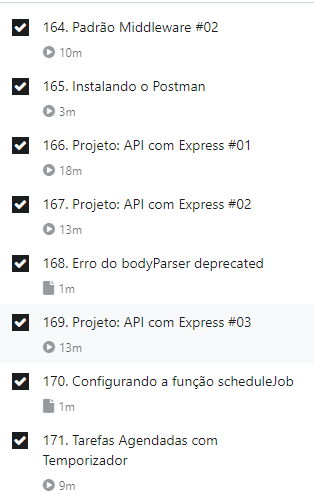 164. Padrão Middleware #02
10m
165. Instalando o Postman
3m
166. Projeto: API com Express #01
18m
167. Projeto: API com Express #02
13m
168. Erro do bodyParser deprecated
1m
169. Projeto: API com Express #03
13m
170. Configurando a função scheduleJob
1m
171. Tarefas Agendadas com
Temporizador
9m